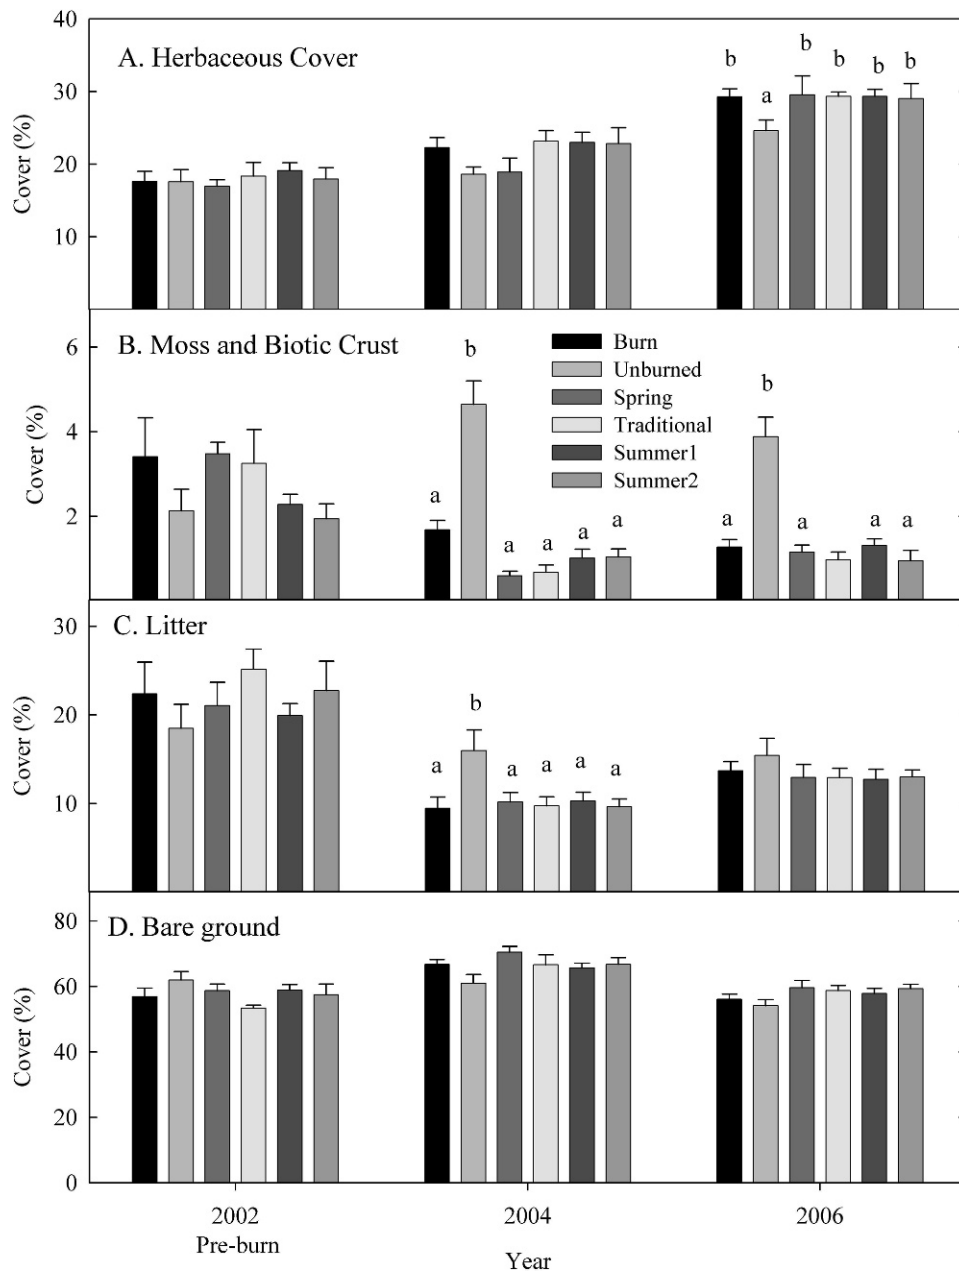 40
A. Herbaceous Cover
b b b b b
a
30
20
10
Cover (%)
B. Moss and Biotic Crust
6
4
2
Cover (%)
b
a a a a a
b
a a a a
Burn
Unburned
Spring
Traditional
Summer1
Summer2
C. Litter
30
20
10
Cover (%)
b
a a a a a
D. Bare ground
80
60
40
20
0
Cover (%)
2002 2004 2006
Pre-burn
Year